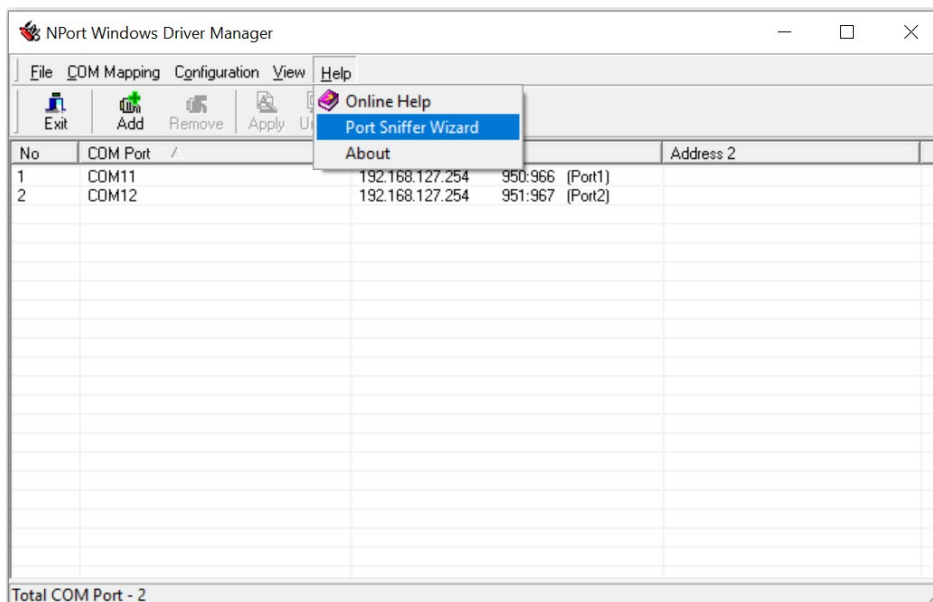 NPort Windows Driver Manager
File COM Mapping Configuration View Help
Exit Add Remove Apply
Online Help
Port Sniffer Wizard
About
No COM Port Address 2
1 COM11 192.168.127.254 950:966 (Port1)
2 COM12 192.168.127.254 951:967 (Port2)
Total COM Port - 2